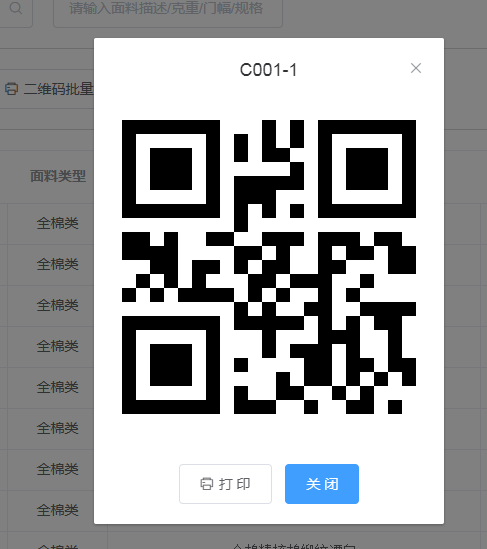 请输入面料描述/克重/门幅/规格
C001-1
二维码批量
面料类型
全棉类
全棉类
全棉类
全棉类
全棉类
全棉类
全棉类
全棉类
打 印
关 闭